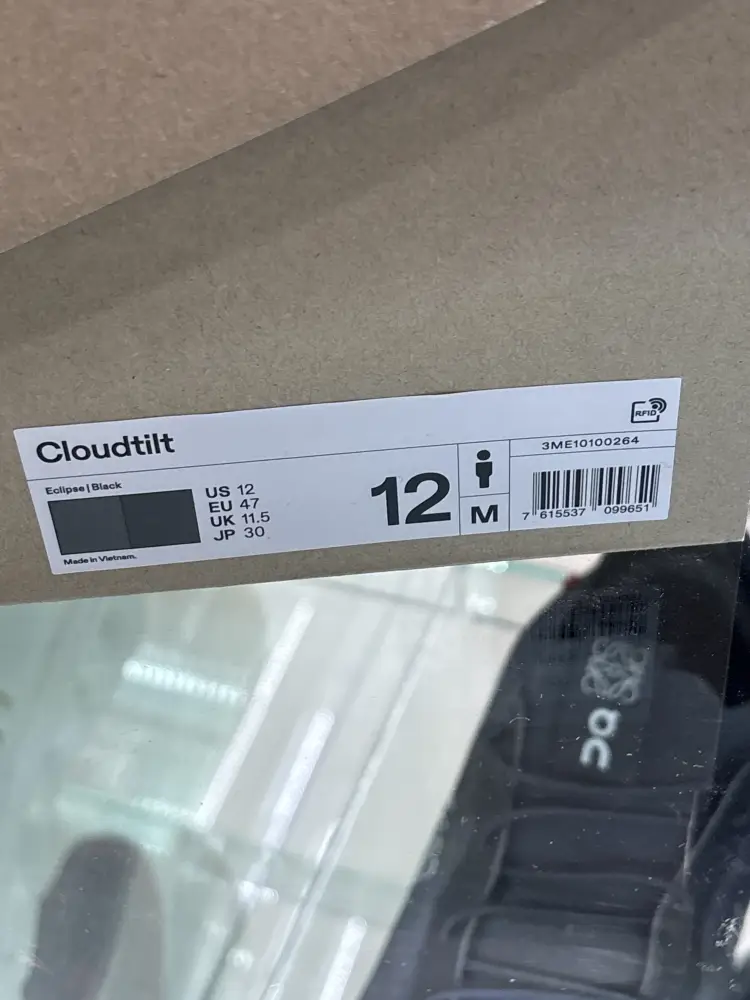 Cloudtilt
RFID
3ME10100264
Eclipse | Black
US 12
EU 47
UK 11.5
JP 30
12
M
7 615537 099651
Made in Vietnam.